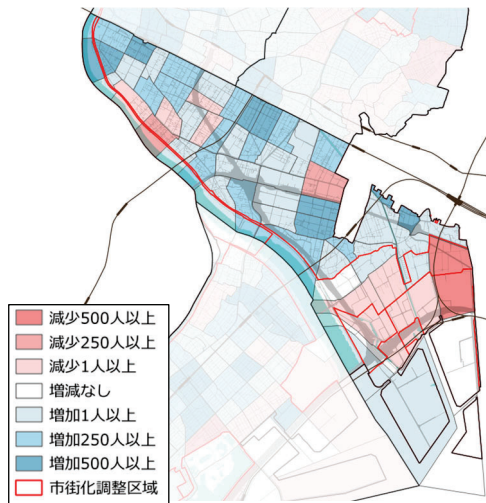 減少500人以上
減少250人以上
減少1人以上
増減なし
増加1人以上
増加250人以上
増加500人以上
市街化調整区域